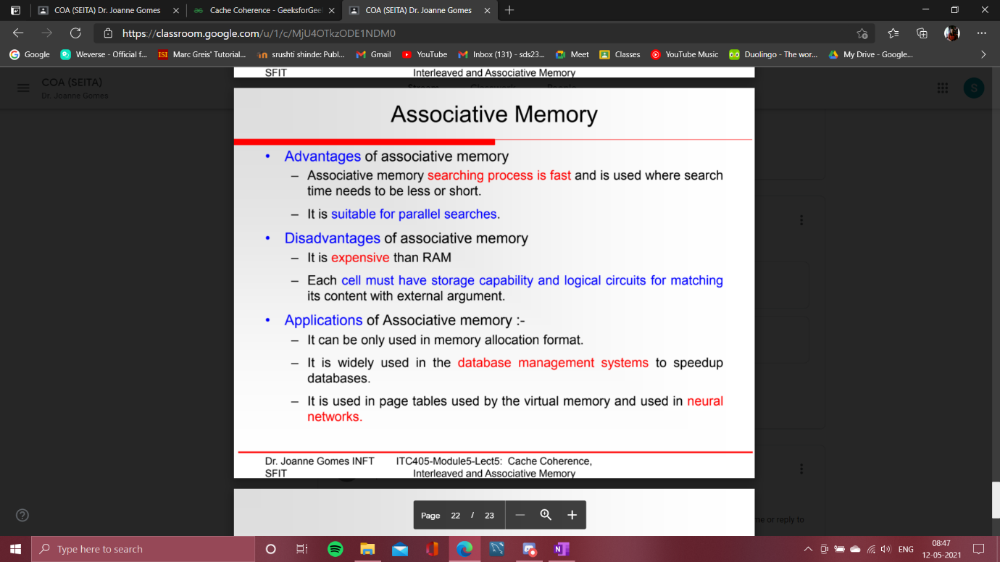 COA (SEITA) Dr. Joanne Gomes
Cache Coherence - GeeksforGee
COA (SEITA) Dr. Joanne Gomes
https://classroom.google.com/u/1/c/MjU4OTkzODE1NDM0
Google
Weverse - Official f...
ISI Marc Greis' Tutorial...
srushti shinde: Publ...
Gmail
YouTube
Inbox (131) - sds23...
Meet
Classes
YouTube Music
Duolingo - The wor...
My Drive - Google...
COA (SEITA)
Dr. Joanne Gomes
Stream Classwork People
S
SFIT Interleaved and Associative Memory
Associative Memory
• Advantages of associative memory
– Associative memory searching process is fast and is used where search
time needs to be less or short.
– It is suitable for parallel searches.
• Disadvantages of associative memory
– It is expensive than RAM
– Each cell must have storage capability and logical circuits for matching
its content with external argument.
• Applications of Associative memory :-
– It can be only used in memory allocation format.
– It is widely used in the database management systems to speedup
databases.
– It is used in page tables used by the virtual memory and used in neural
networks.
Dr. Joanne Gomes INFT ITC405-Module5-Lect5: Cache Coherence,
SFIT Interleaved and Associative Memory
Page 22 / 23
me or reply to
Type here to search
ENG
08:47
12-05-2021